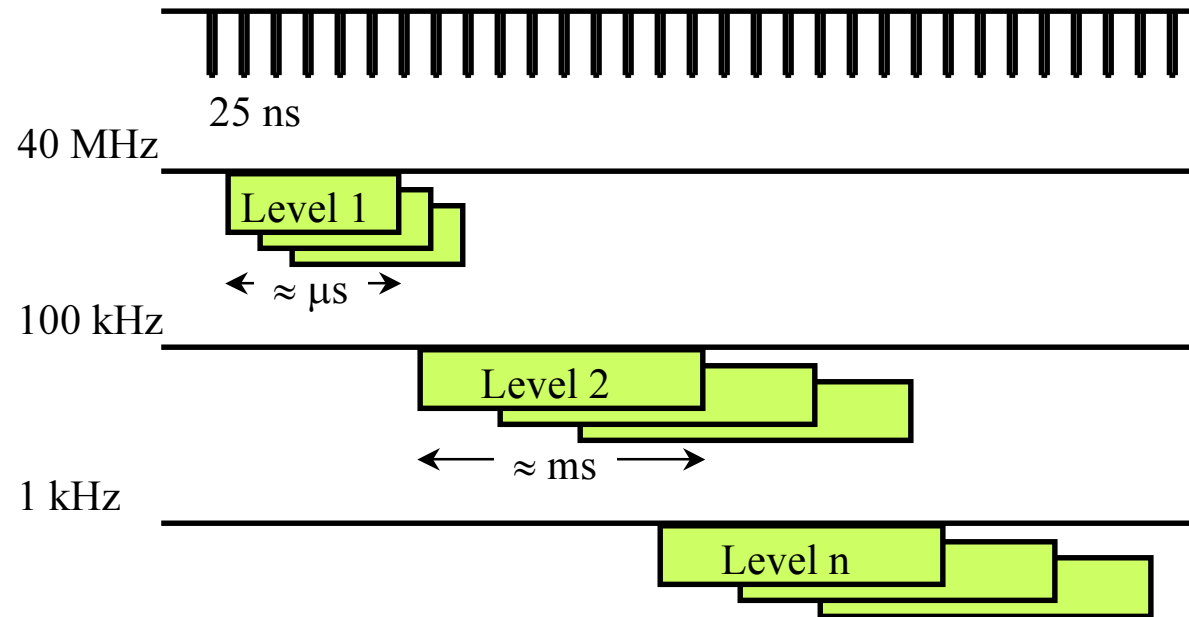 25 ns
40 MHz
Level 1
≈ μs
100 kHz
Level 2
≈ ms
1 kHz
Level n